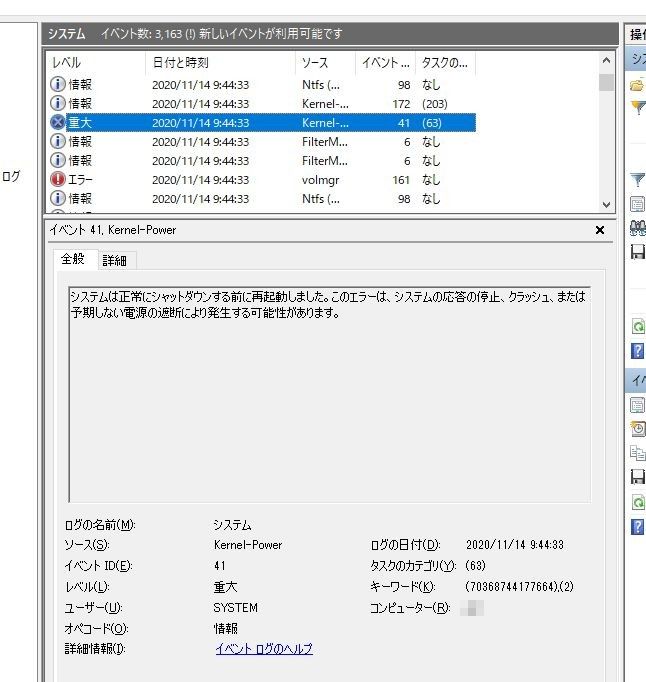 システム イベント数: 3,163 (!) 新しいイベントが利用可能です
レベル 日付と時刻 ソース イベント ... タスクの...
情報 2020/11/14 9:44:33 Ntfs (... 98 なし
情報 2020/11/14 9:44:33 Kernel-... 172 (203)
重大 2020/11/14 9:44:33 Kernel-... 41 (63)
情報 2020/11/14 9:44:33 FilterM... 6 なし
情報 2020/11/14 9:44:33 FilterM... 6 なし
エラー 2020/11/14 9:44:33 volmgr 161 なし
情報 2020/11/14 9:44:33 Ntfs (... 98 なし
ログ
イベント 41, Kernel-Power
全般 詳細
システムは正常にシャットダウンする前に再起動しました。このエラーは、システムの応答の停止、クラッシュ、または
予期しない電源の遮断により発生する可能性があります。
ログの名前(M): システム
ソース(S): Kernel-Power ログの日付(D): 2020/11/14 9:44:33
イベント ID(E): 41 タスクのカテゴリ(Y): (63)
レベル(L): 重大 キーワード(K): (70368744177664),(2)
ユーザー(U): SYSTEM コンピューター(R):
オペコード(O): 情報
詳細情報(I): イベント ログのヘルプ